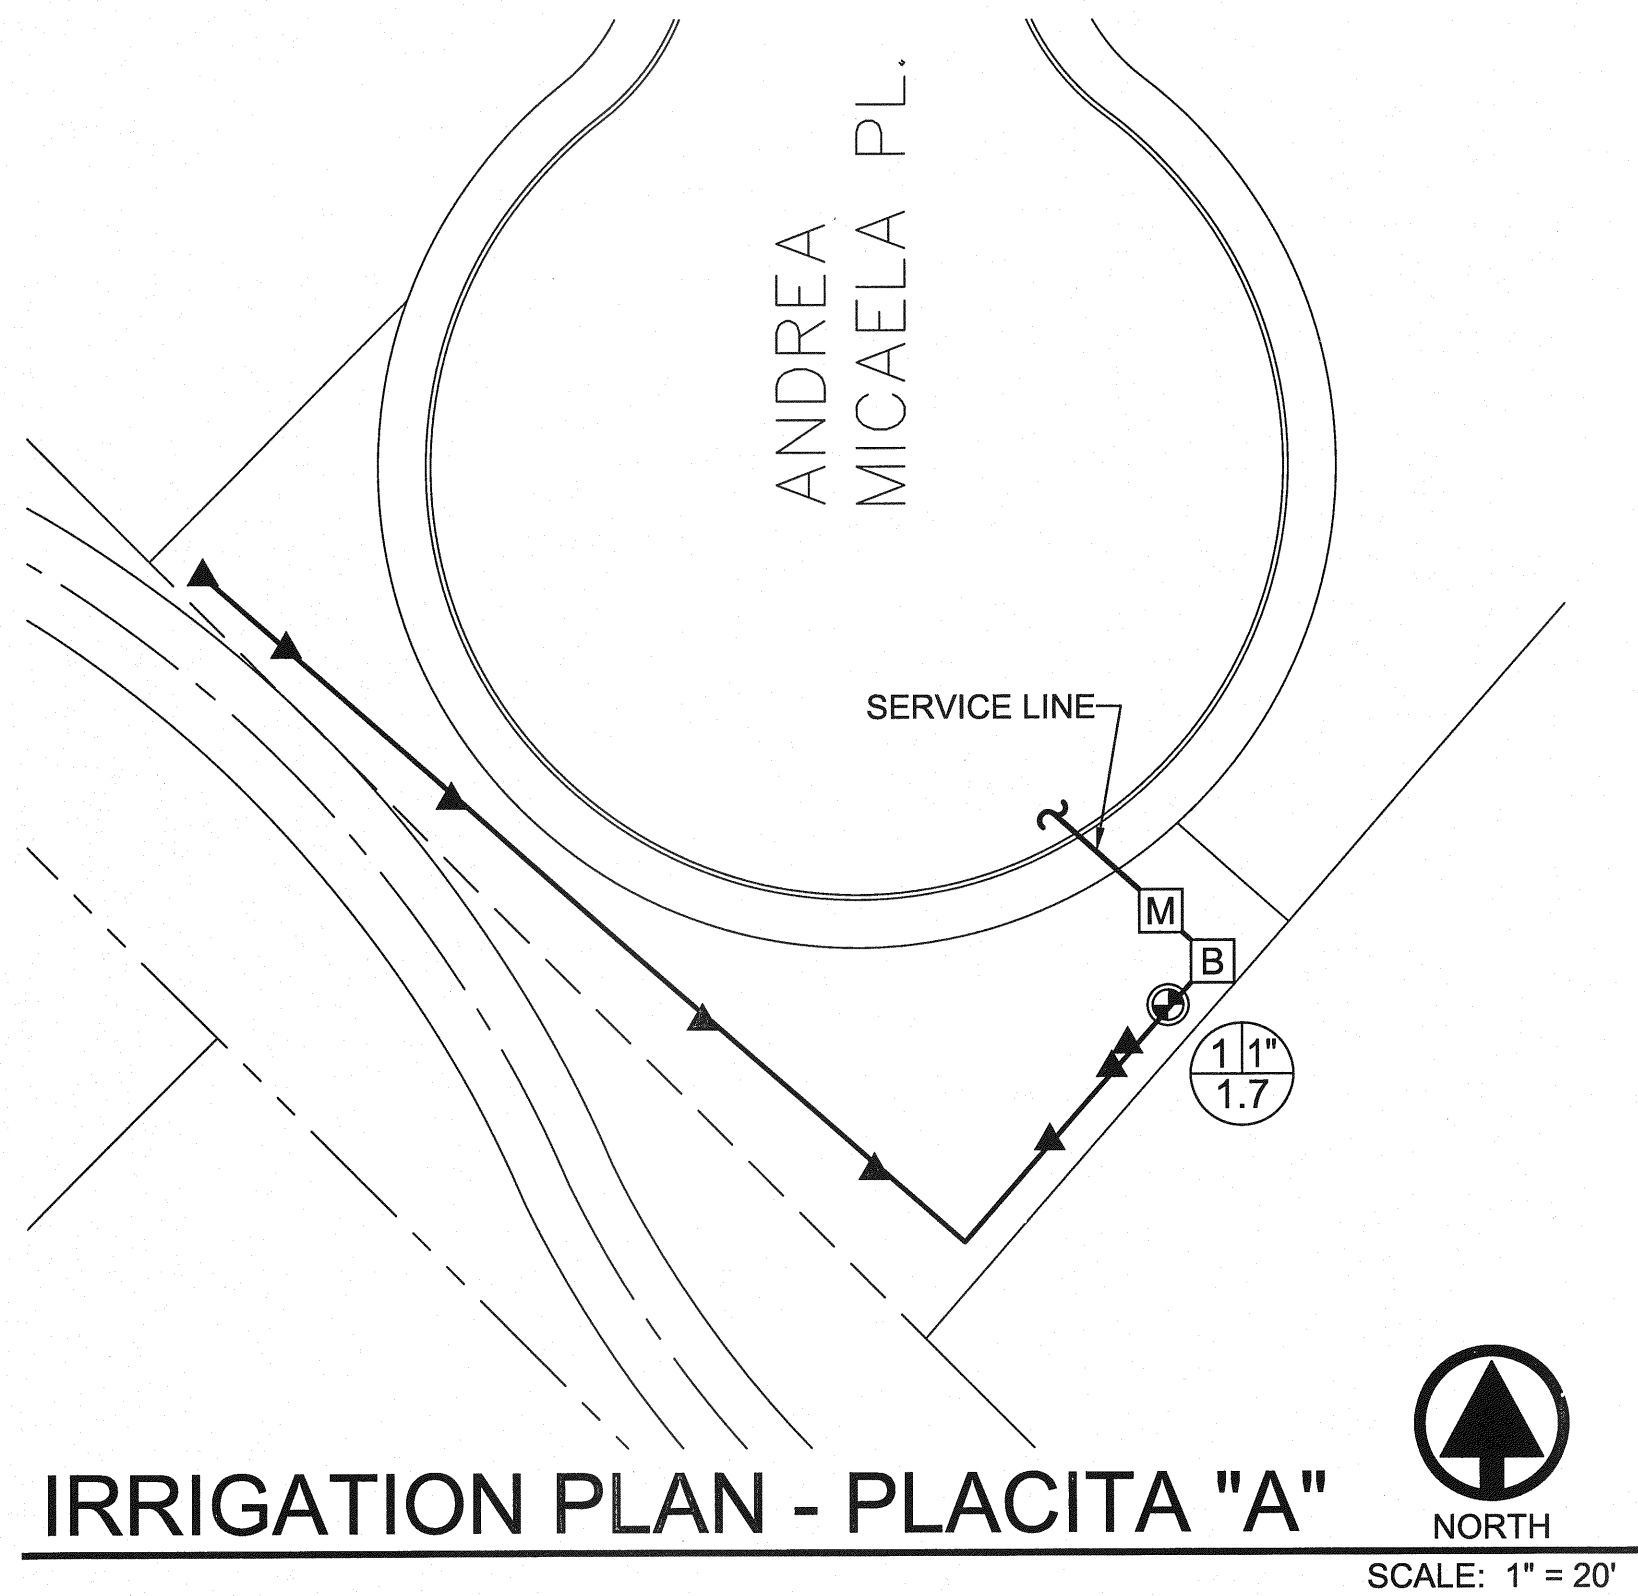 ANDREA
MICAELA PL.
SERVICE LINE
M
B
1 1"
1.7
IRRIGATION PLAN - PLACITA "A"
NORTH
SCALE: 1" = 20'